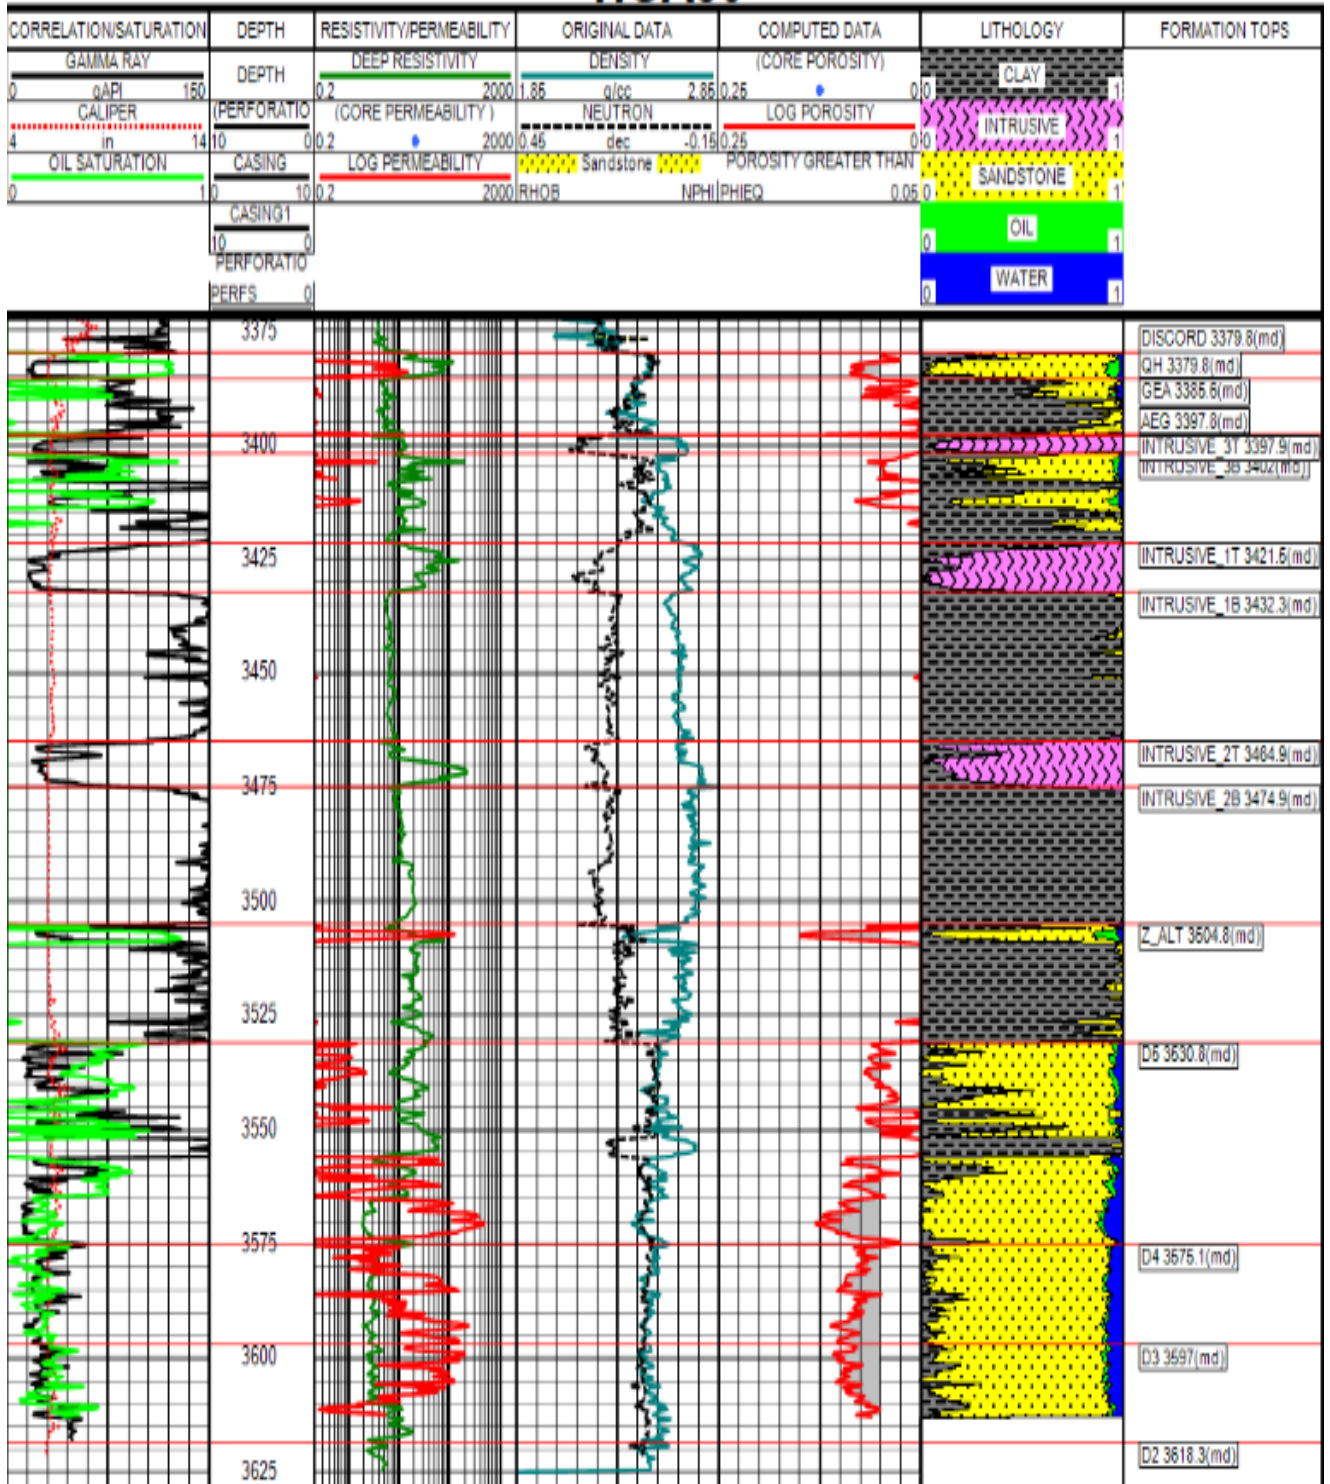 CORRELATION/SATURATION DEPTH RESISTIVITY/PERMEABILITY ORIGINAL DATA COMPUTED DATA LITHOLOGY FORMATION TOPS
GAMMA RAY
0 gAPI 150
CALIPER
4 in 14
OIL SATURATION
0 1
DEPTH
(PERFORATIO
10 0
CASING
0 10
CASING1
10 0
PERFORATIO
PERFS 0
DEEP RESISTIVITY
0.2 2000
(CORE PERMEABILITY )
0.2 2000
LOG PERMEABILITY
0.2 2000
DENSITY
1.85 g/cc 2.85
NEUTRON
0.45 dec -0.15
Sandstone
RHOB NPHI
(CORE POROSITY)
0.25 0
LOG POROSITY
0.25 0
POROSITY GREATER THAN
PHIEQ 0.05
CLAY
0 1
INTRUSIVE
0 1
SANDSTONE
0 1
OIL
0 1
WATER
0 1
3375
3400
3425
3450
3475
3500
3525
3550
3575
3600
3625
DISCORD 3379.8(md)
QH 3379.8(md)
GEA 3385.6(md)
AEG 3397.8(md)
INTRUSIVE_3T 3397.9(md)
INTRUSIVE_3B 3402(md)
INTRUSIVE_1T 3421.5(md)
INTRUSIVE_1B 3432.3(md)
INTRUSIVE_2T 3464.9(md)
INTRUSIVE_2B 3474.9(md)
Z_ALT 3504.8(md)
D5 3530.8(md)
D4 3575.1(md)
D3 3597(md)
D2 3618.3(md)